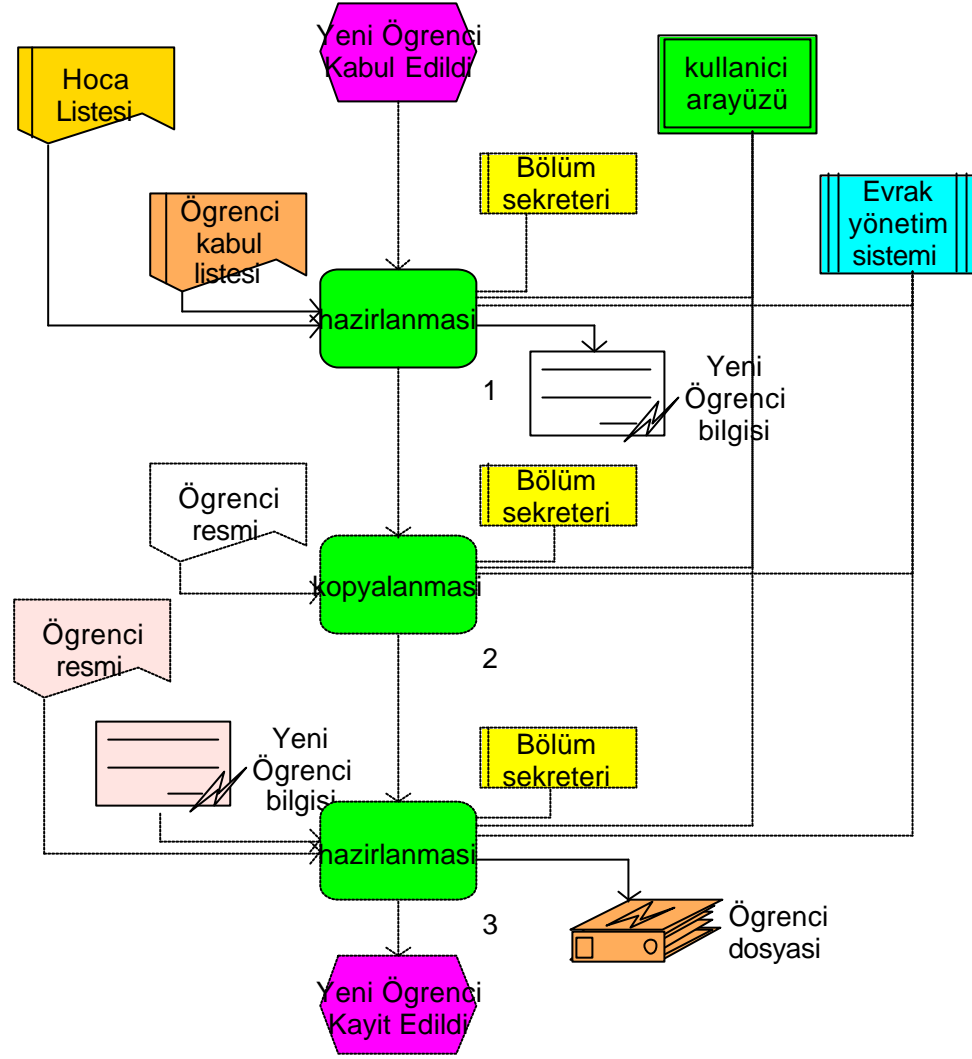 Yeni Ögrenci
Kabul Edildi
Hoca
Listesi
kullanici
arayüzü
Bölüm
sekreteri
Evrak
yönetim
sistemi
Ögrenci
kabul
listesi
hazirlanmasi
1
Yeni
Ögrenci
bilgisi
Ögrenci
resmi
Bölüm
sekreteri
kopyalanmasi
2
Ögrenci
resmi
Yeni
Ögrenci
bilgisi
Bölüm
sekreteri
hazirlanmasi
3
Ögrenci
dosyasi
Yeni Ögrenci
Kayit Edildi